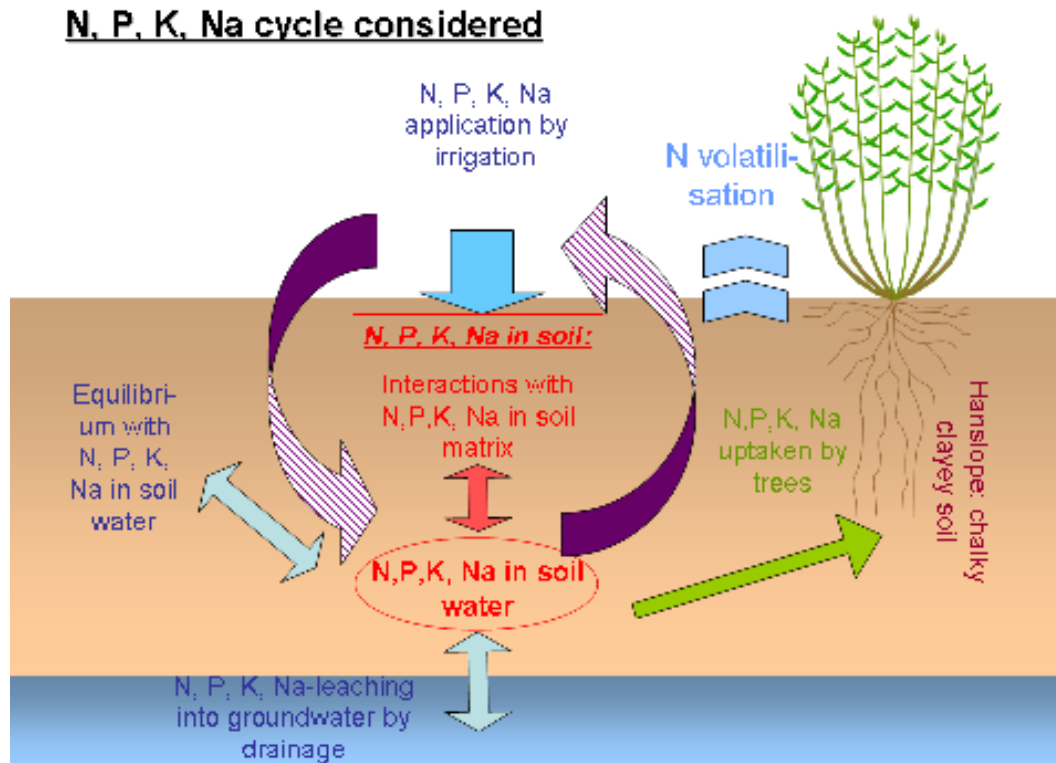 N, P, K, Na cycle considered
N, P, K, Na
application by
irrigation
N volatili-
sation
N, P, K, Na in soil:
Interactions with
N,P,K, Na in soil
matrix
Equilibri-
um with
N, P, K,
Na in soil
water
N,P,K, Na
uptaken by
trees
Hanslope: chalky
clayey soil
N,P,K, Na in soil
water
N, P, K, Na-leaching
into groundwater by
drainage